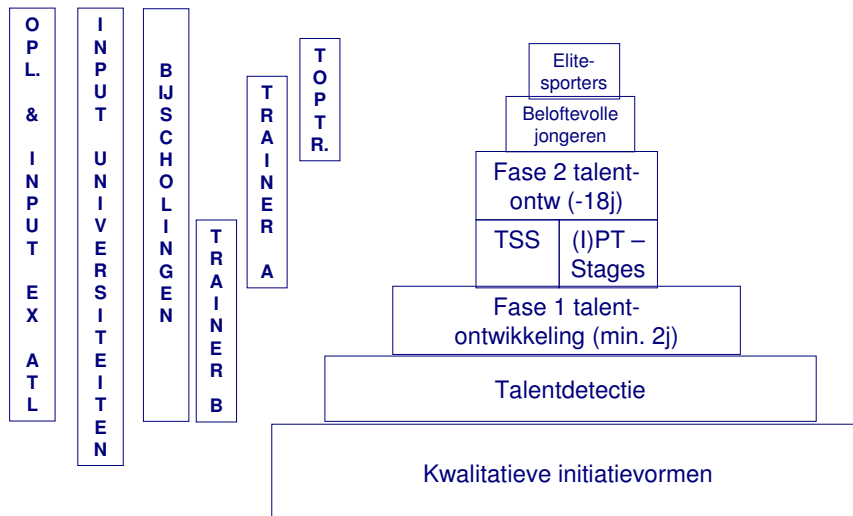 OPL. & INPUT EX ATL
INPUT UNIVERSITEITEN
BIJSCHOLINGEN
TRAINER B
TRAINER A
TOPTR.
Elite-
sporters
Beloftevolle
jongeren
Fase 2 talent-
ontw (-18j)
TSS
(I)PT –
Stages
Fase 1 talent-
ontwikkeling (min. 2j)
Talentdetectie
Kwalitatieve initiatievormen